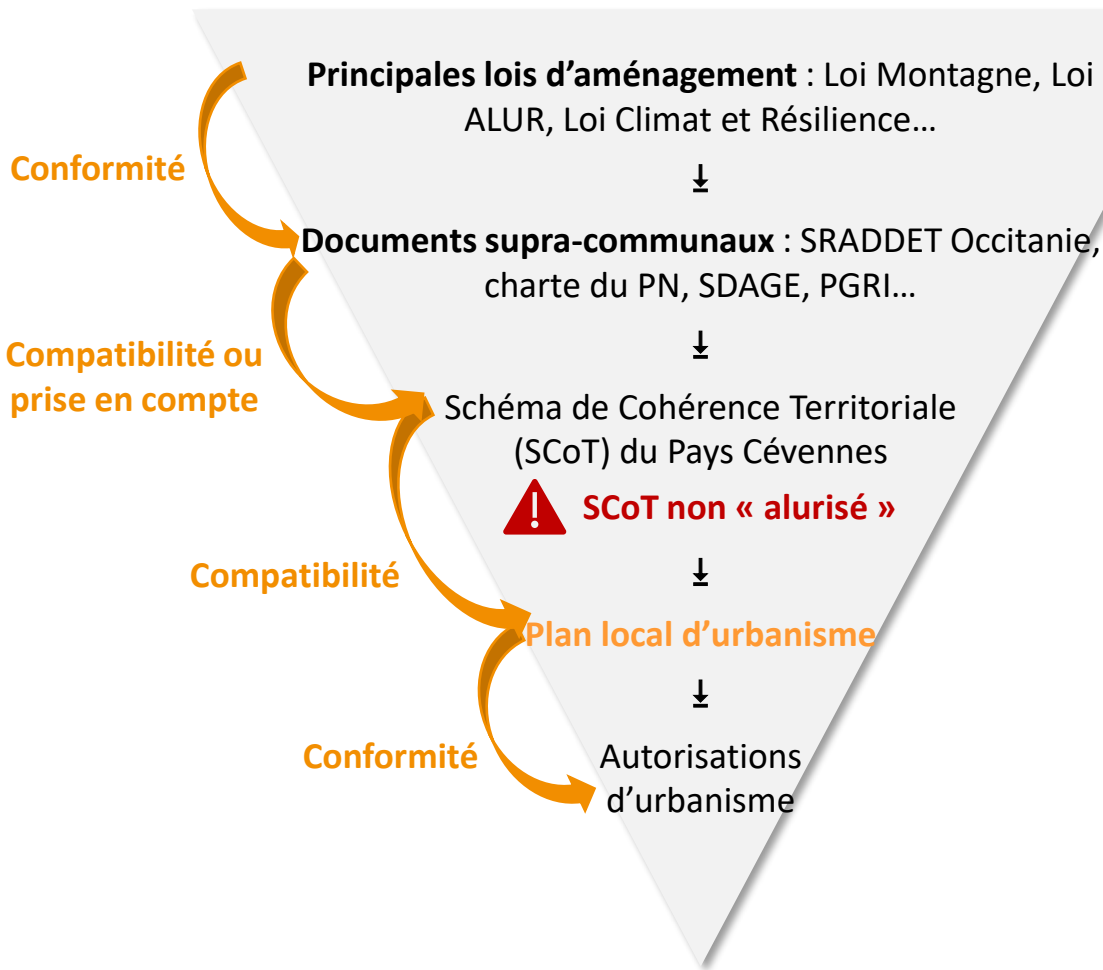 Principales lois d’aménagement : Loi Montagne, Loi
ALUR, Loi Climat et Résilience…
Conformité
Documents supra-communaux : SRADDET Occitanie,
charte du PN, SDAGE, PGRI…
Compatibilité ou
prise en compte
Schéma de Cohérence Territoriale
(SCoT) du Pays Cévennes
SCoT non « alurisé »
Compatibilité
Plan local d’urbanisme
Conformité
Autorisations
d’urbanisme